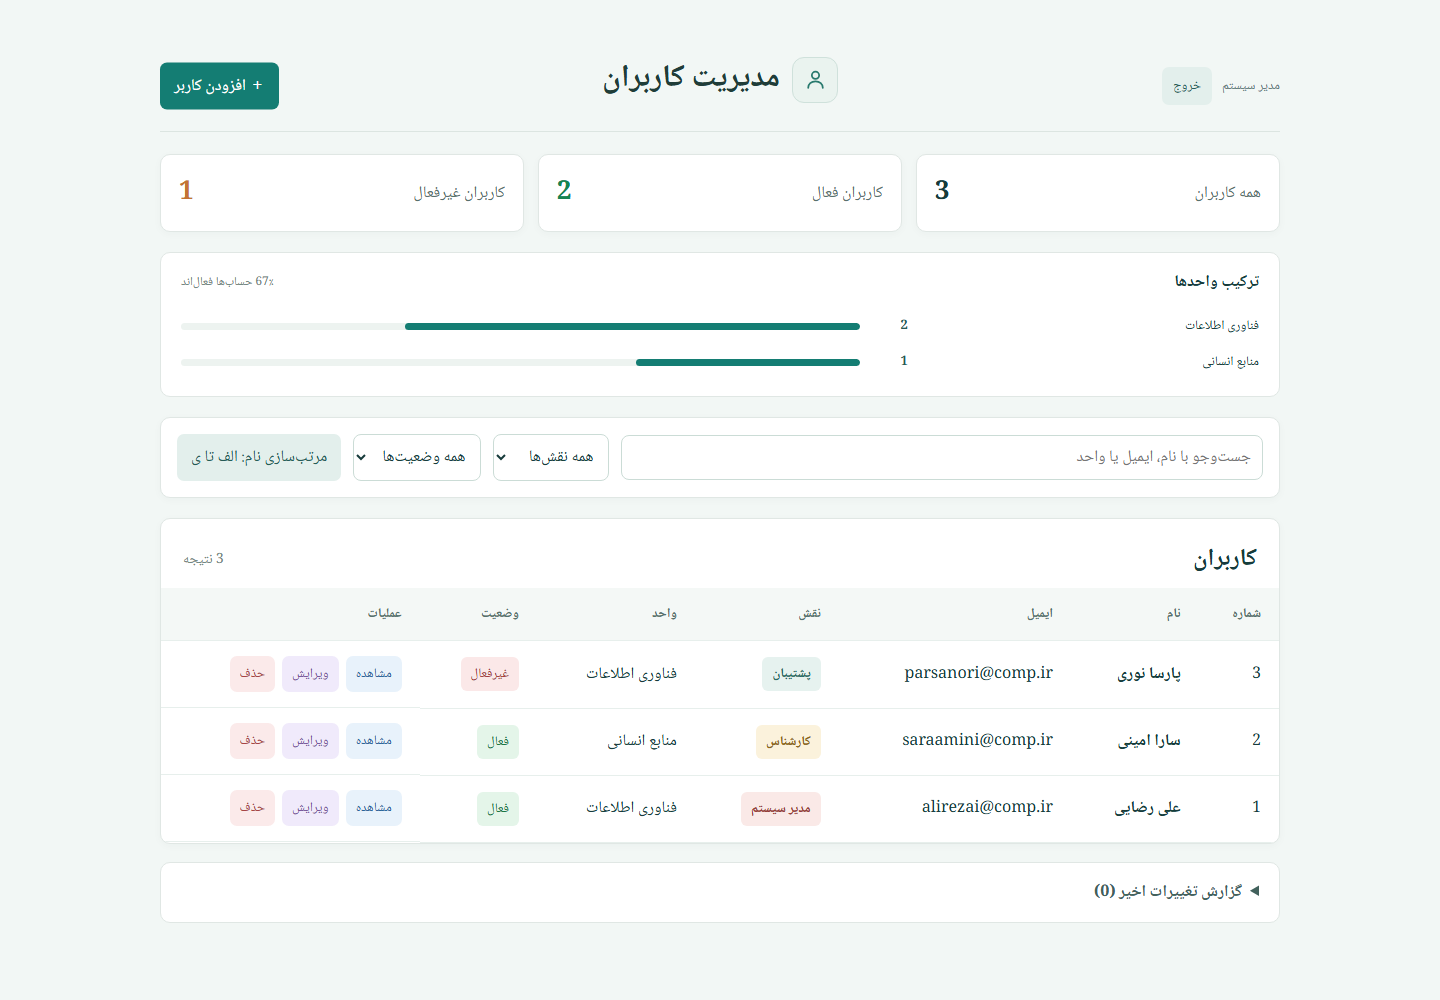 مدیر سیستم
خروج
مدیریت کاربران
+ افزودن کاربر
همه کاربران
3
کاربران فعال
2
کاربران غیرفعال
1
ترکیب واحدها
67٪ حساب‌ها فعال‌اند
فناوری اطلاعات
2
منابع انسانی
1
جست‌وجو با نام، ایمیل یا واحد
همه نقش‌ها
همه وضعیت‌ها
مرتب‌سازی نام: الف تا ی
کاربران
3 نتیجه
شماره نام ایمیل نقش واحد وضعیت عملیات
3 پارسا نوری parsanori@comp.ir پشتیبان فناوری اطلاعات غیرفعال مشاهده ویرایش حذف
2 سارا امینی saraamini@comp.ir کارشناس منابع انسانی فعال مشاهده ویرایش حذف
1 علی رضایی alirezai@comp.ir مدیر سیستم فناوری اطلاعات فعال مشاهده ویرایش حذف
گزارش تغییرات اخیر (0)